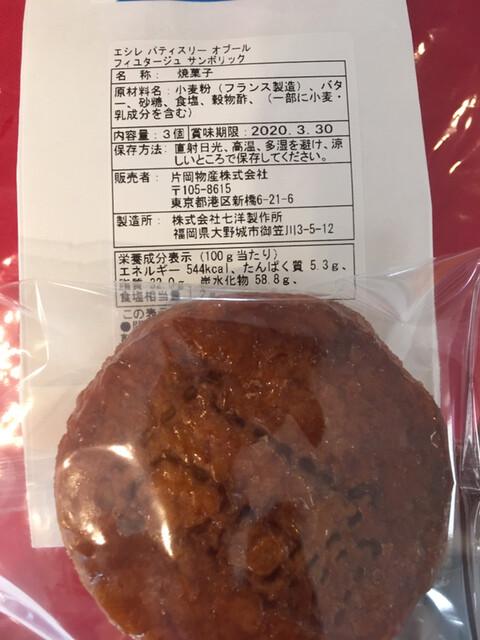 エシレ パティスリー オブール
フィユタージュ サンボリック
名 称： 焼菓子
原材料名：小麦粉（フランス製造）、バタ
ー、砂糖、食塩、穀物酢、（一部に小麦・
乳成分を含む）
内容量：3個 賞味期限：2020. 3. 30
保存方法：直射日光、高温、多湿を避け、涼
しいところで保存してください。
販売者： 片岡物産株式会社
〒105-8615
東京都港区新橋6-21-6
製造所： 株式会社七洋製作所
福岡県大野城市御笠川3-5-12
栄養成分表示（100g当たり）
エネルギー 544kcal、たんぱく質 5.3g、
炭水化物 58.8g、
食塩相当量
この表示